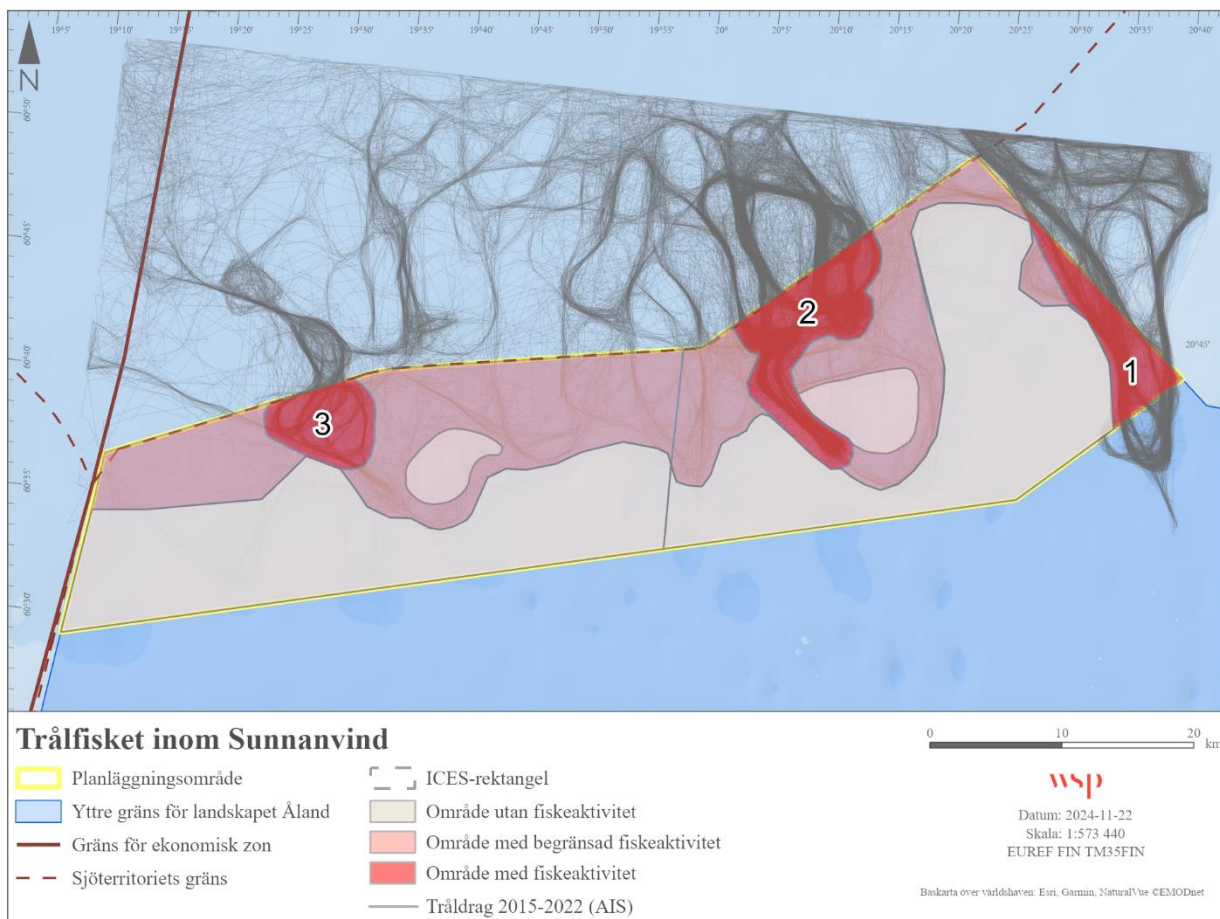 19°5' 19°10' 19°15' 19°20' 19°25' 19°30' 19°35' 19°40' 19°45' 19°50' 19°55' 20° 20°5' 20°10' 20°15' 20°20' 20°25' 20°30' 20°35' 20°40'
N
60°50'
60°45'
60°40'
60°35'
60°30'
20°45'
2
1
3
Trålfisket inom Sunnanvind
Planläggningsområde
Yttre gräns för landskapet Åland
Gräns för ekonomisk zon
Sjöterritoriets gräns
ICES-rektangel
Område utan fiskeaktivitet
Område med begränsad fiskeaktivitet
Område med fiskeaktivitet
Tråldrag 2015-2022 (AIS)
0 10 20
km
wsp
Datum: 2024-11-22
Skala: 1:573 440
EUREF FIN TM35FIN
Baskarta över världshaven: Esri, Garmin, NaturalVue ©EMODnet